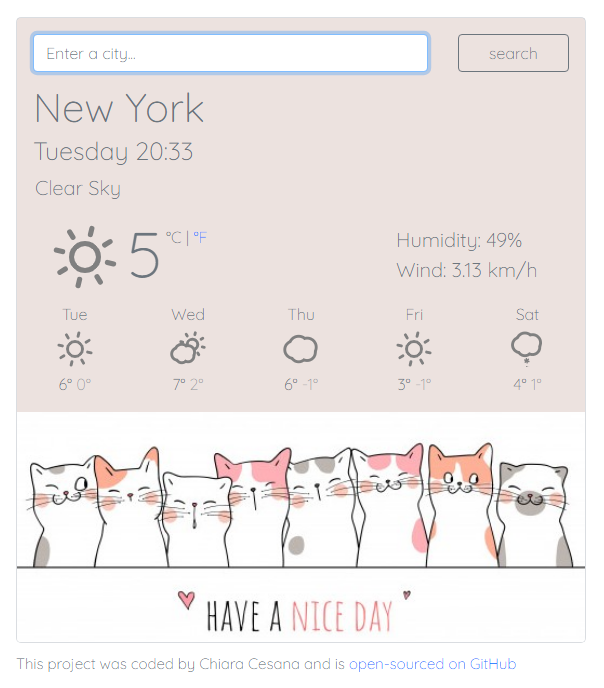 Enter a city...
search
New York
Tuesday 20:33
Clear Sky
5 °C | °F
Humidity: 49%
Wind: 3.13 km/h
Tue Wed Thu Fri Sat
6° 0° 7° 2° 6° -1° 3° -1° 4° 1°
HAVE A NICE DAY
This project was coded by Chiara Cesana and is open-sourced on GitHub